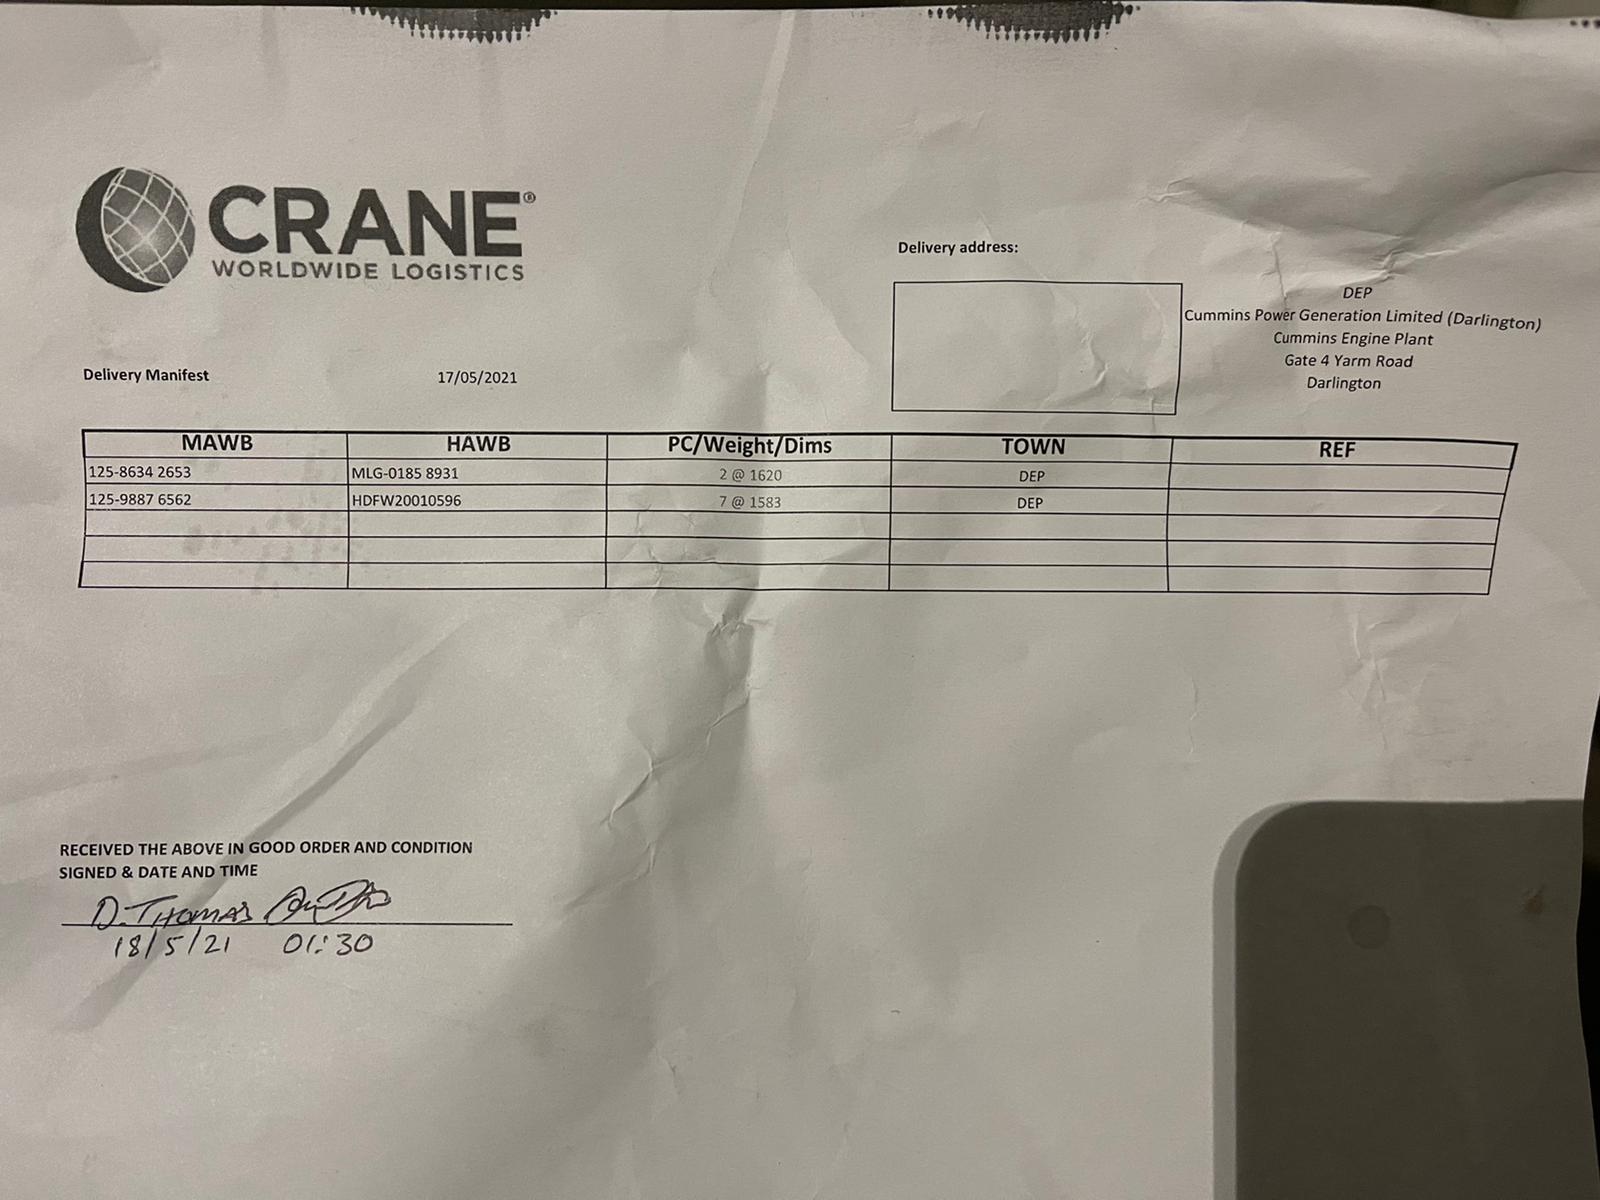 CRANE®
WORLDWIDE LOGISTICS
Delivery address:
DEP
Cummins Power Generation Limited (Darlington)
Cummins Engine Plant
Gate 4 Yarm Road
Darlington
Delivery Manifest 17/05/2021
MAWB HAWB PC/Weight/Dims TOWN REF
125-8634 2653 MLG-0185 8931 2 @ 1620 DEP
125-9887 6562 HDFW20010596 7 @ 1583 DEP
RECEIVED THE ABOVE IN GOOD ORDER AND CONDITION
SIGNED & DATE AND TIME
D. THOMAS
18/5/21 01:30